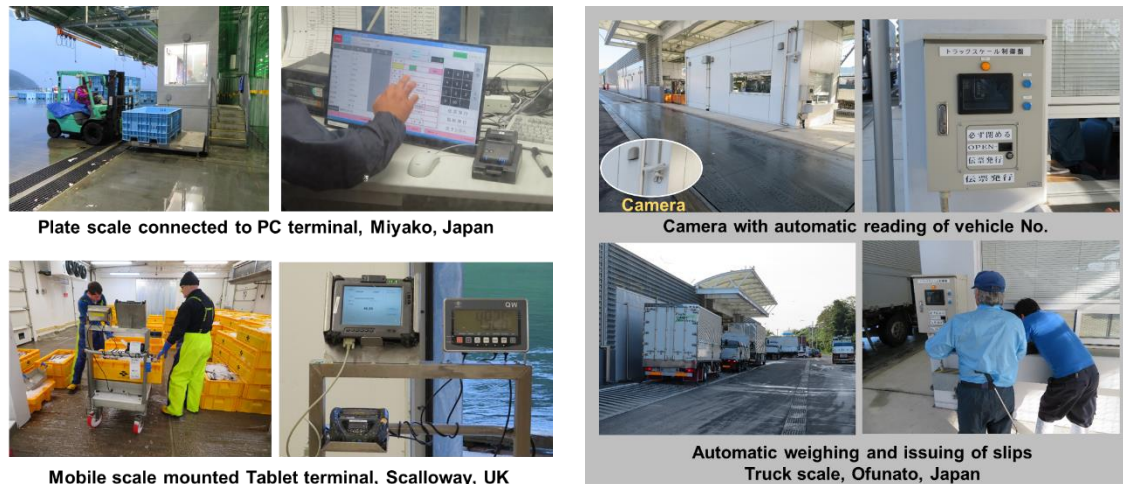 Plate scale connected to PC terminal, Miyako, Japan
QW
Mobile scale mounted Tablet terminal, Scalloway, UK
Camera
トラックスケール制御盤
必ず閉める
OPEN-
伝票発行
伝票発行
Camera with automatic reading of vehicle No.
Automatic weighing and issuing of slips
Truck scale, Ofunato, Japan